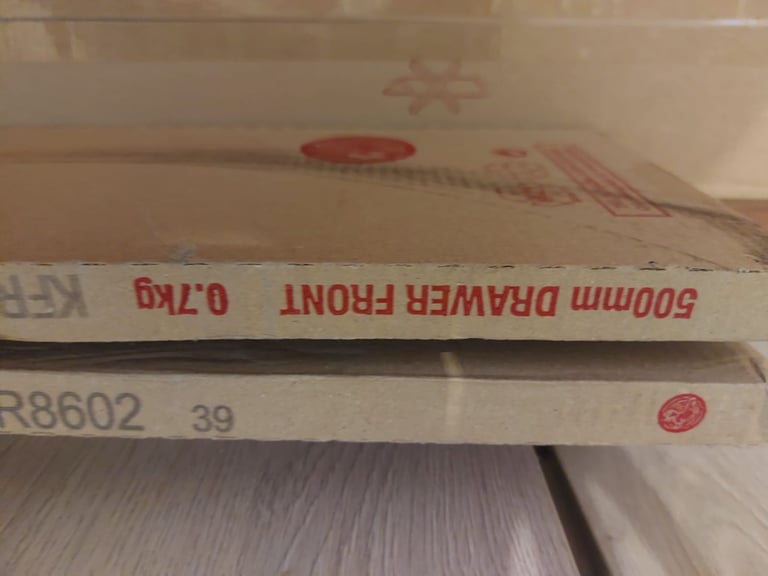 500mm DRAWER FRONT 0.7kg KFR
R8602 39